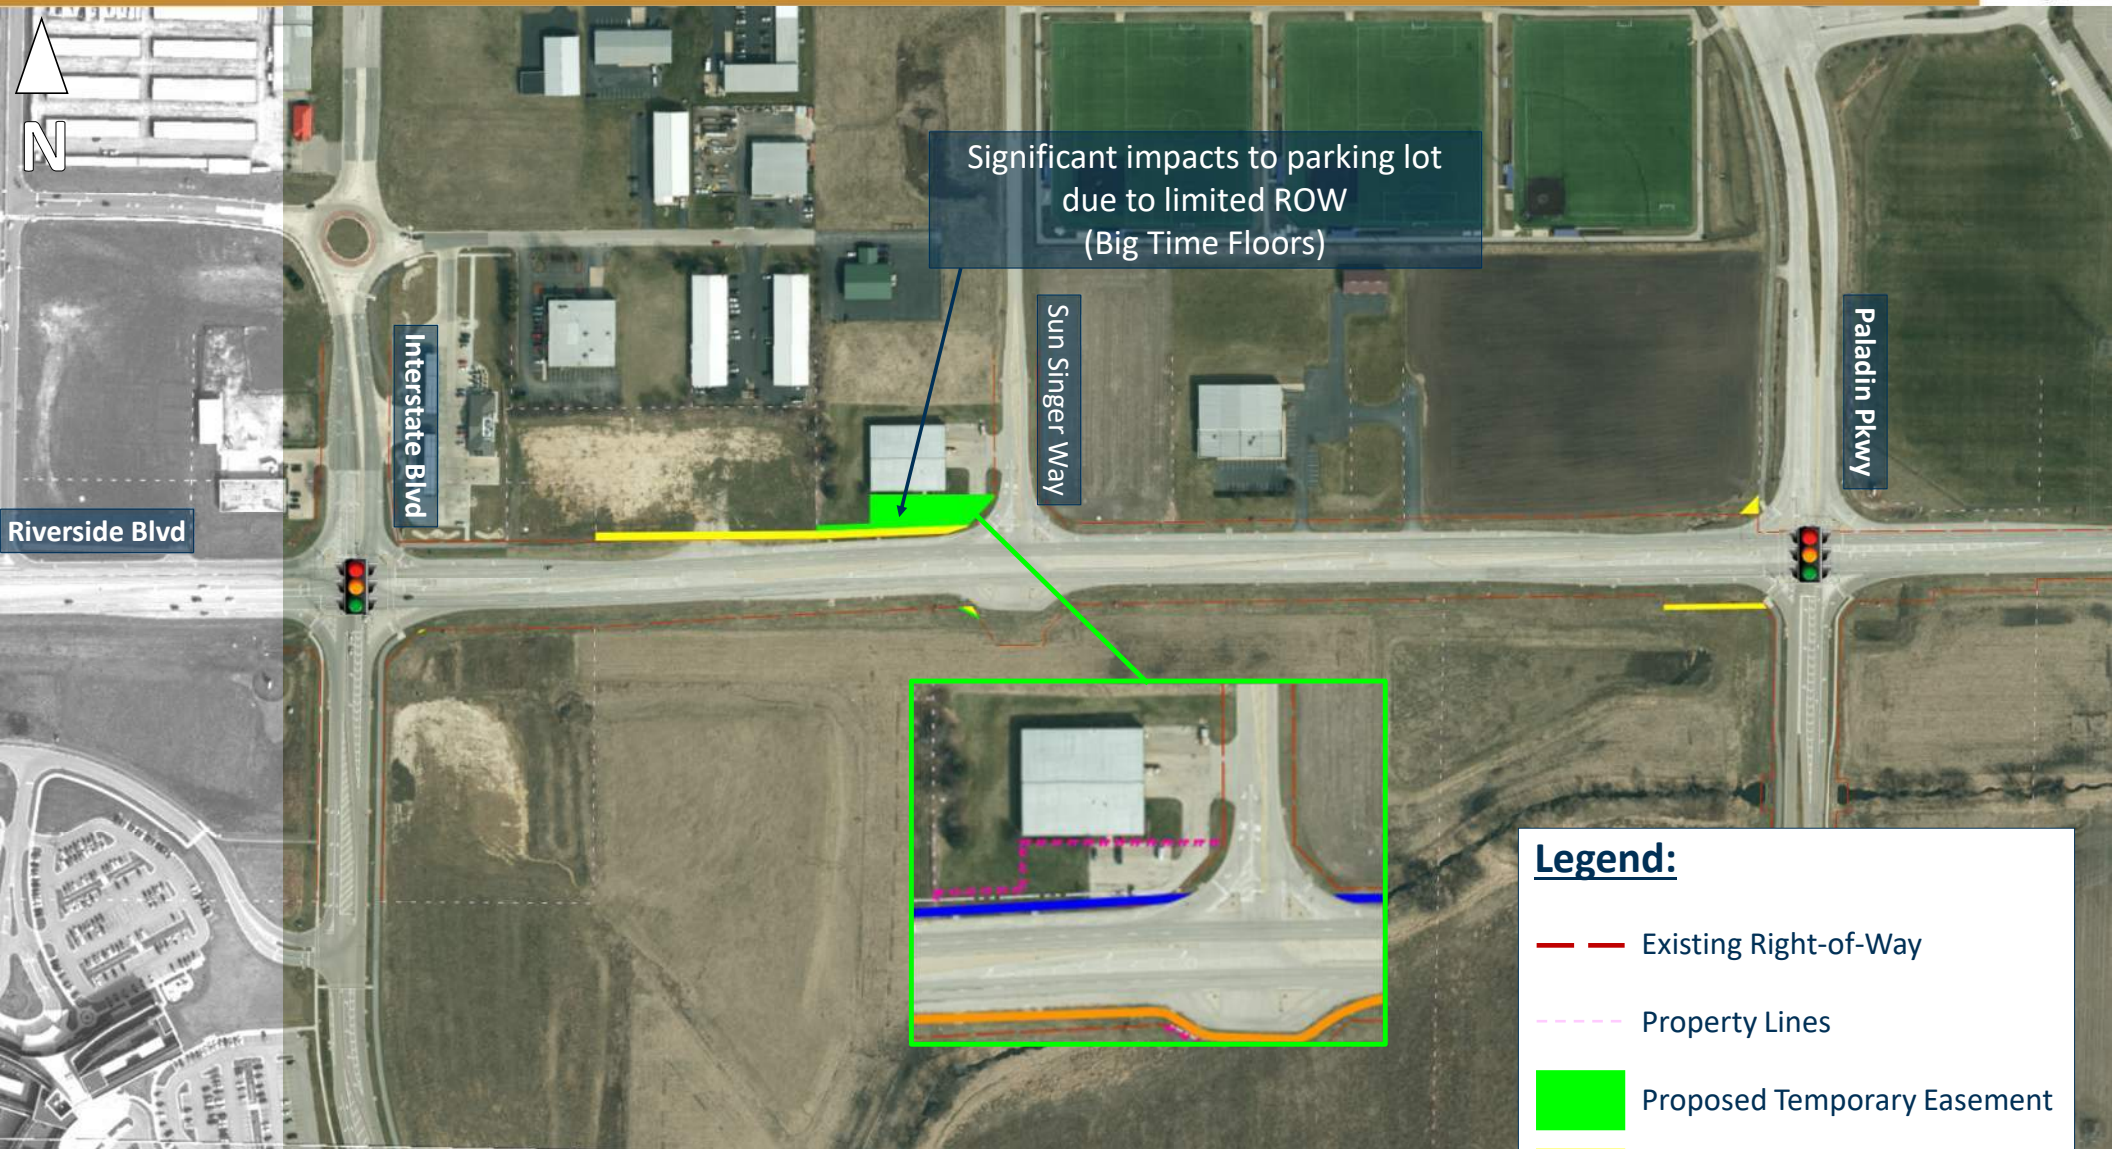 N
Significant impacts to parking lot
due to limited ROW
(Big Time Floors)
Interstate Blvd
Sun Singer Way
Paladin Pkwy
Riverside Blvd
Legend:
Existing Right-of-Way
Property Lines
Proposed Temporary Easement